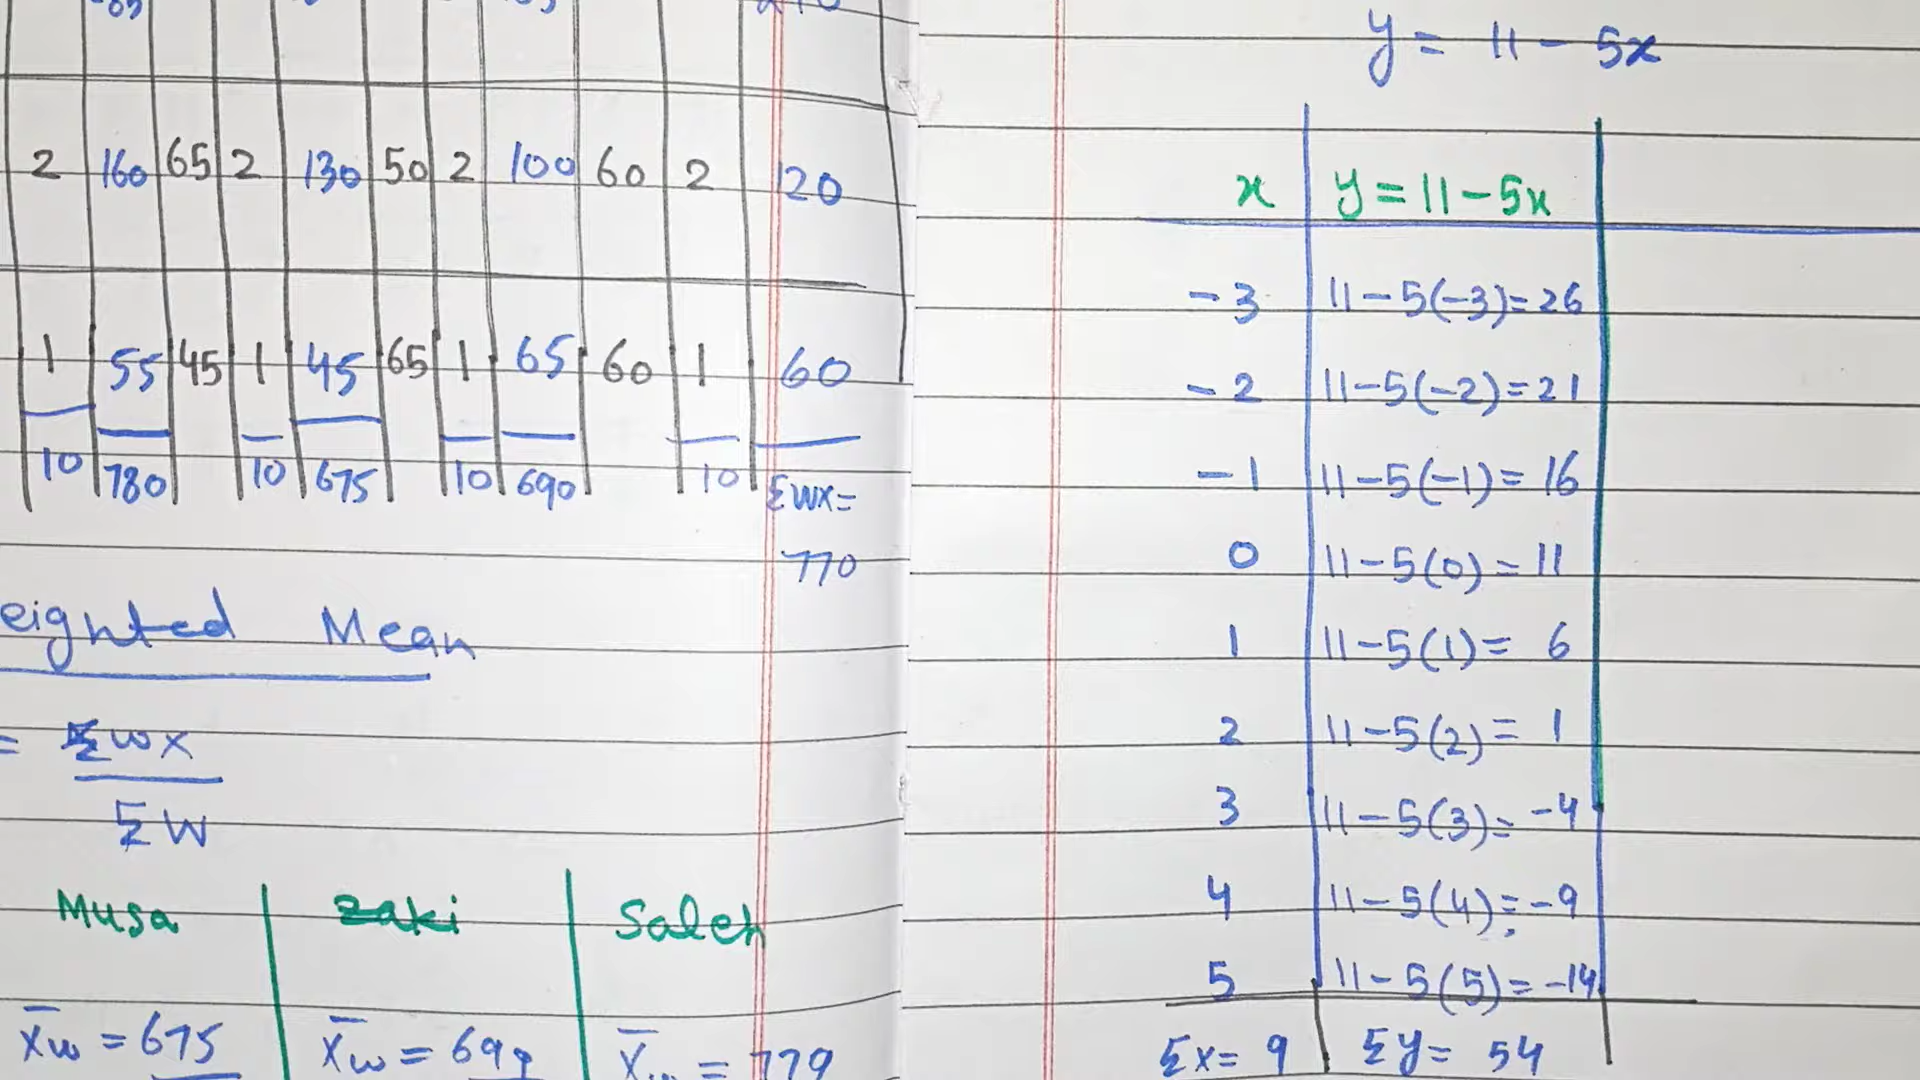 2 160 65 2 130 50 2 100 60 2 120
1 55 45 1 45 65 1 65 60 1 60
10 780 10 675 10 690 10 Σwx=
770
eighted Mean
= Σwx
Σw
Musa zaki Saleh
x̄w = 675 x̄w = 699 x̄w = 779
y = 11 - 5x
x y = 11 - 5x
-3 11-5(-3)=26
-2 11-5(-2)=21
-1 11-5(-1)=16
0 11-5(0)=11
1 11-5(1)= 6
2 11-5(2)= 1
3 11-5(3)= -4
4 11-5(4)= -9
5 11-5(5)= -14
Σx= 9 Σy= 54